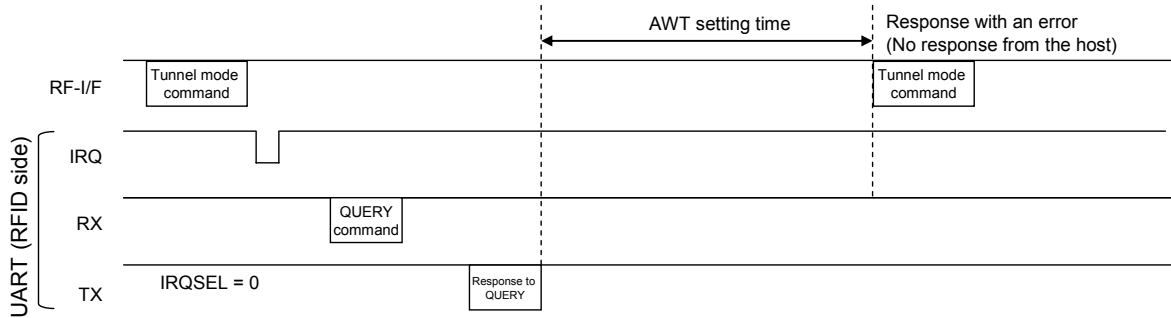 AWT setting time
Response with an error
(No response from the host)
RF-I/F
Tunnel mode
command
Tunnel mode
command
UART (RFID side)
IRQ
RX
QUERY
command
TX
IRQSEL = 0
Response to
QUERY